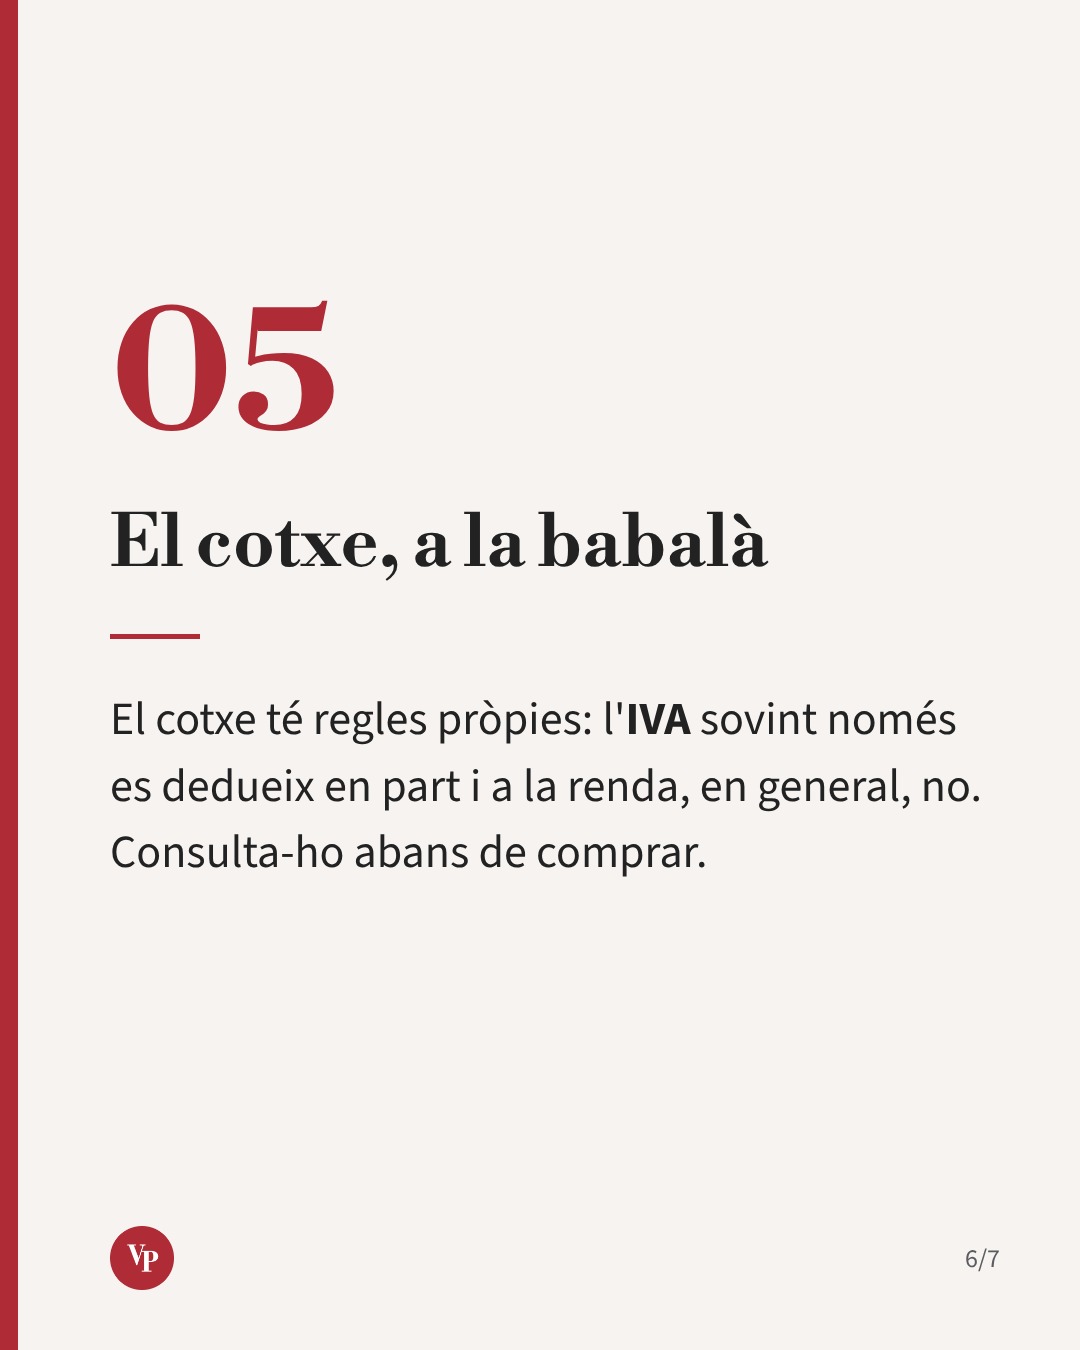 05
El cotxe, a la babalà
El cotxe té regles pròpies: l'IVA sovint només
es dedueix en part i a la renda, en general, no.
Consulta-ho abans de comprar.
VP
6/7